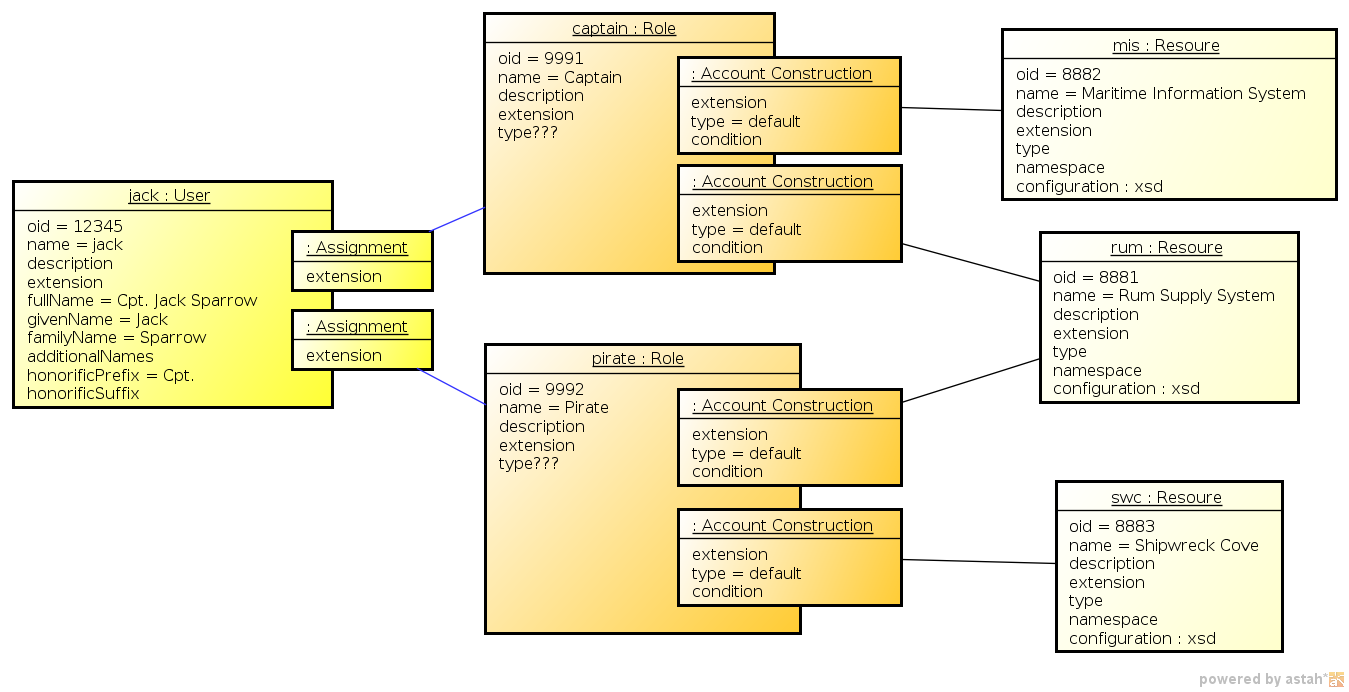 captain : Role
oid = 9991
name = Captain
description
extension
type???
: Account Construction
extension
type = default
condition
: Account Construction
extension
type = default
condition
mis : Resoure
oid = 8882
name = Maritime Information System
description
extension
type
namespace
configuration : xsd
jack : User
oid = 12345
name = jack
description
extension
fullName = Cpt. Jack Sparrow
givenName = Jack
familyName = Sparrow
additionalNames
honorificPrefix = Cpt.
honorificSuffix
: Assignment
extension
: Assignment
extension
rum : Resoure
oid = 8881
name = Rum Supply System
description
extension
type
namespace
configuration : xsd
pirate : Role
oid = 9992
name = Pirate
description
extension
type???
: Account Construction
extension
type = default
condition
: Account Construction
extension
type = default
condition
swc : Resoure
oid = 8883
name = Shipwreck Cove
description
extension
type
namespace
configuration : xsd
powered by astah*